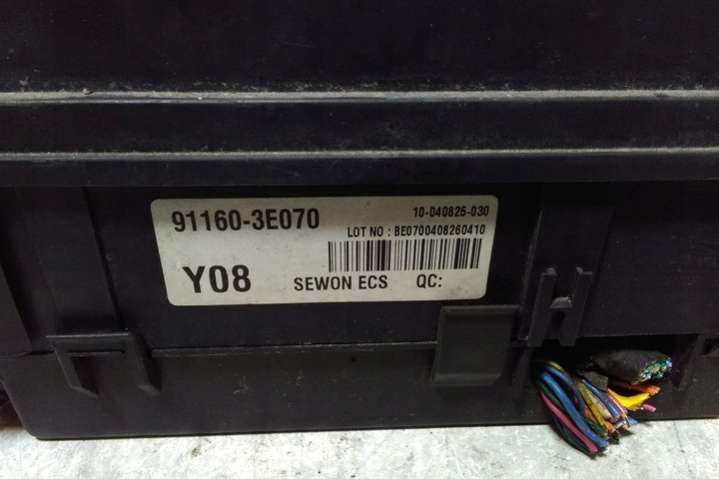 91160-3E070 10-040826-030
LOT NO : BE0700408260410
Y08 SEWON ECS QC: